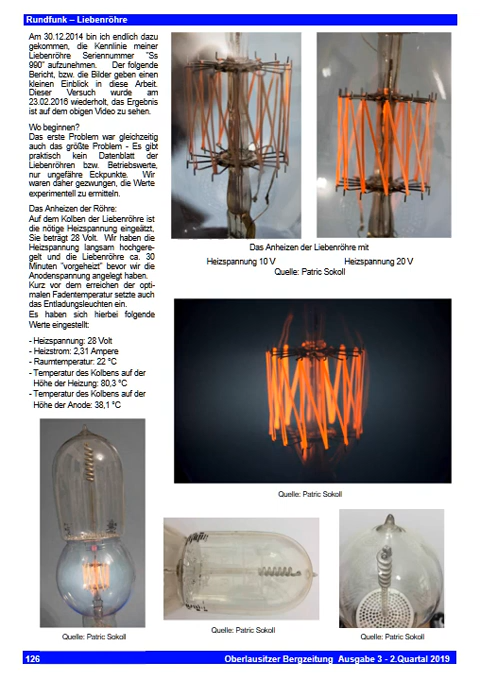 Rundfunk – Liebenröhre
Am 30.12.2014 bin ich endlich dazu
gekommen, die Kennlinie meiner
Liebenröhre Seriennummer "Ss
990" aufzunehmen. Der folgende
Bericht, bzw. die Bilder geben einen
kleinen Einblick in diese Arbeit.
Dieser Versuch wurde am
23.02.2016 wiederholt, das Ergebnis
ist auf dem obigen Video zu sehen.
Wo beginnen?
Das erste Problem war gleichzeitig
auch das größte Problem - Es gibt
praktisch kein Datenblatt der
Liebenröhren bzw. Betriebswerte,
nur ungefähre Eckpunkte. Wir
waren daher gezwungen, die Werte
experimentell zu ermitteln.
Das Anheizen der Röhre:
Auf dem Kolben der Liebenröhre ist
die nötige Heizspannung eingeätzt,
Sie beträgt 28 Volt. Wir haben die
Heizspannung langsam hochgere-
gelt und die Liebenröhre ca. 30
Minuten "vorgeheizt" bevor wir die
Anodenspannung angelegt haben.
Kurz vor dem erreichen der opti-
malen Fadentemperatur setzte auch
das Entladungsleuchten ein.
Es haben sich hierbei folgende
Werte eingestellt:
- Heizspannung: 28 Volt
- Heizstrom: 2,31 Ampere
- Raumtemperatur: 22 °C
- Temperatur des Kolbens auf der
Höhe der Heizung: 80,3 °C
- Temperatur des Kolbens auf der
Höhe der Anode: 38,1 °C
Das Anheizen der Liebenröhre mit
Heizspannung 10 V Heizspannung 20 V
Quelle: Patric Sokoll
Quelle: Patric Sokoll
Quelle: Patric Sokoll
Quelle: Patric Sokoll
Quelle: Patric Sokoll
126 Oberlausitzer Bergzeitung Ausgabe 3 - 2.Quartal 2019